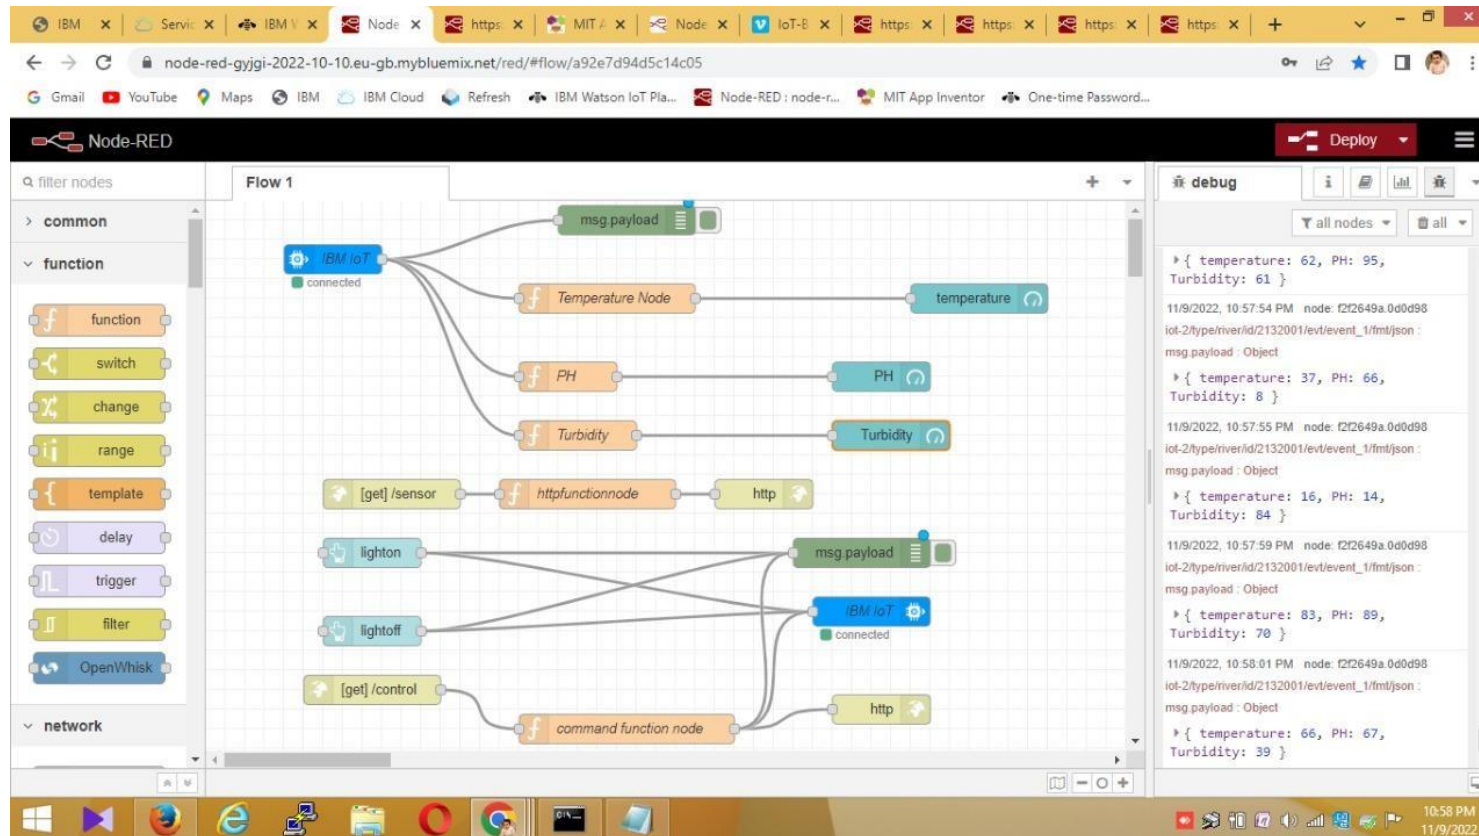 IBM
Servic
IBM W
Node
https:
MIT A
Node
IoT-B
https:
https:
https:
https:
node-red-gyjgi-2022-10-10.eu-gb.mybluemix.net/red/#flow/a92e7d94d5c14c05
Gmail YouTube Maps IBM IBM Cloud Refresh IBM Watson IoT Pla... Node-RED : node-r... MIT App Inventor One-time Password...
Node-RED
Deploy
filter nodes
Flow 1
debug
common
function
function
switch
change
range
template
delay
trigger
filter
OpenWhisk
network
msg.payload
IBM IoT
connected
Temperature Node
temperature
PH
PH
Turbidity
Turbidity
[get] /sensor
httpfunctionnode
http
lighton
msg.payload
IBM IoT
connected
lightoff
[get] /control
command function node
http
all nodes
all
{ temperature: 62, PH: 95,
Turbidity: 61 }
11/9/2022, 10:57:54 PM node: f2f2649a.0d0d98
iot-2/type/river/id/2132001/evt/event_1/fmt/json :
msg.payload : Object
{ temperature: 37, PH: 66,
Turbidity: 8 }
11/9/2022, 10:57:55 PM node: f2f2649a.0d0d98
iot-2/type/river/id/2132001/evt/event_1/fmt/json :
msg.payload : Object
{ temperature: 16, PH: 14,
Turbidity: 84 }
11/9/2022, 10:57:59 PM node: f2f2649a.0d0d98
iot-2/type/river/id/2132001/evt/event_1/fmt/json :
msg.payload : Object
{ temperature: 83, PH: 89,
Turbidity: 70 }
11/9/2022, 10:58:01 PM node: f2f2649a.0d0d98
iot-2/type/river/id/2132001/evt/event_1/fmt/json :
msg.payload : Object
{ temperature: 66, PH: 67,
Turbidity: 39 }
10:58 PM
11/9/2022